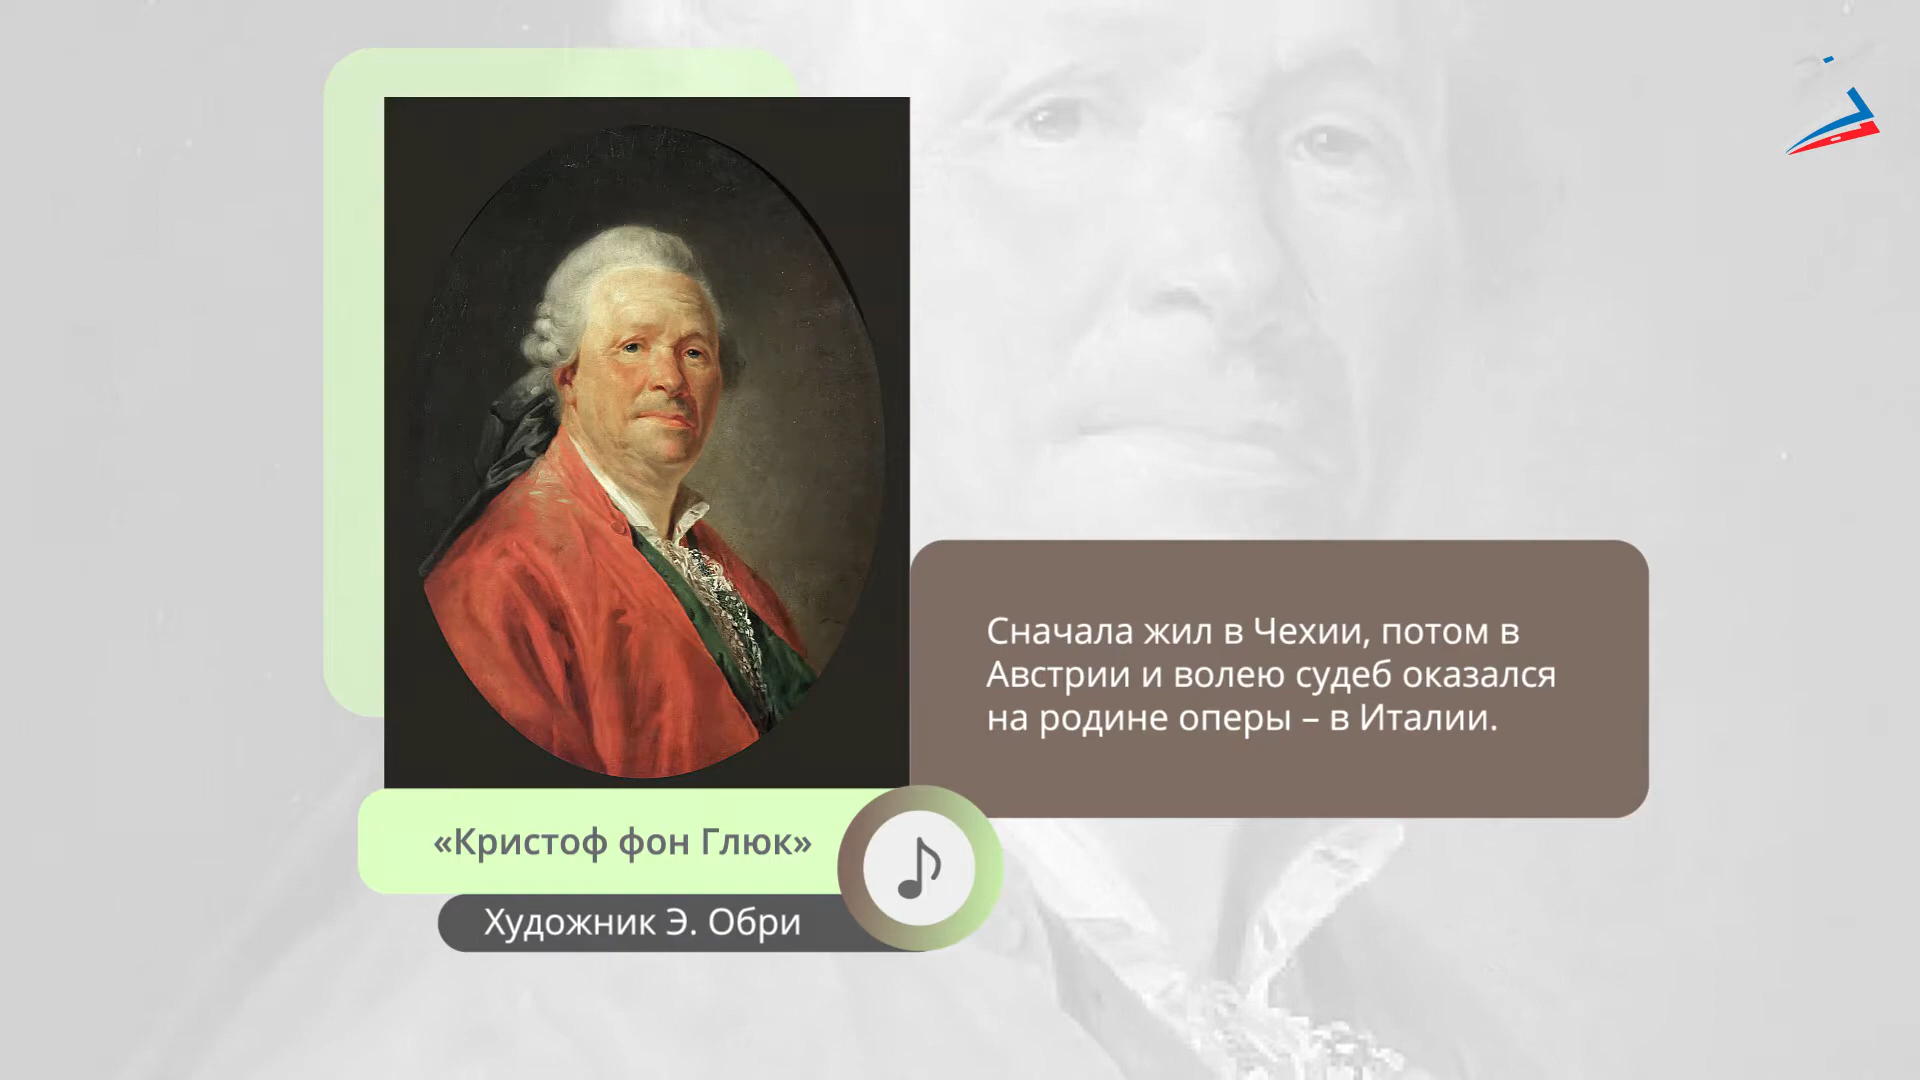 Сначала жил в Чехии, потом в
Австрии и волею судеб оказался
на родине оперы – в Италии.
«Кристоф фон Глюк»
Художник Э. Обри